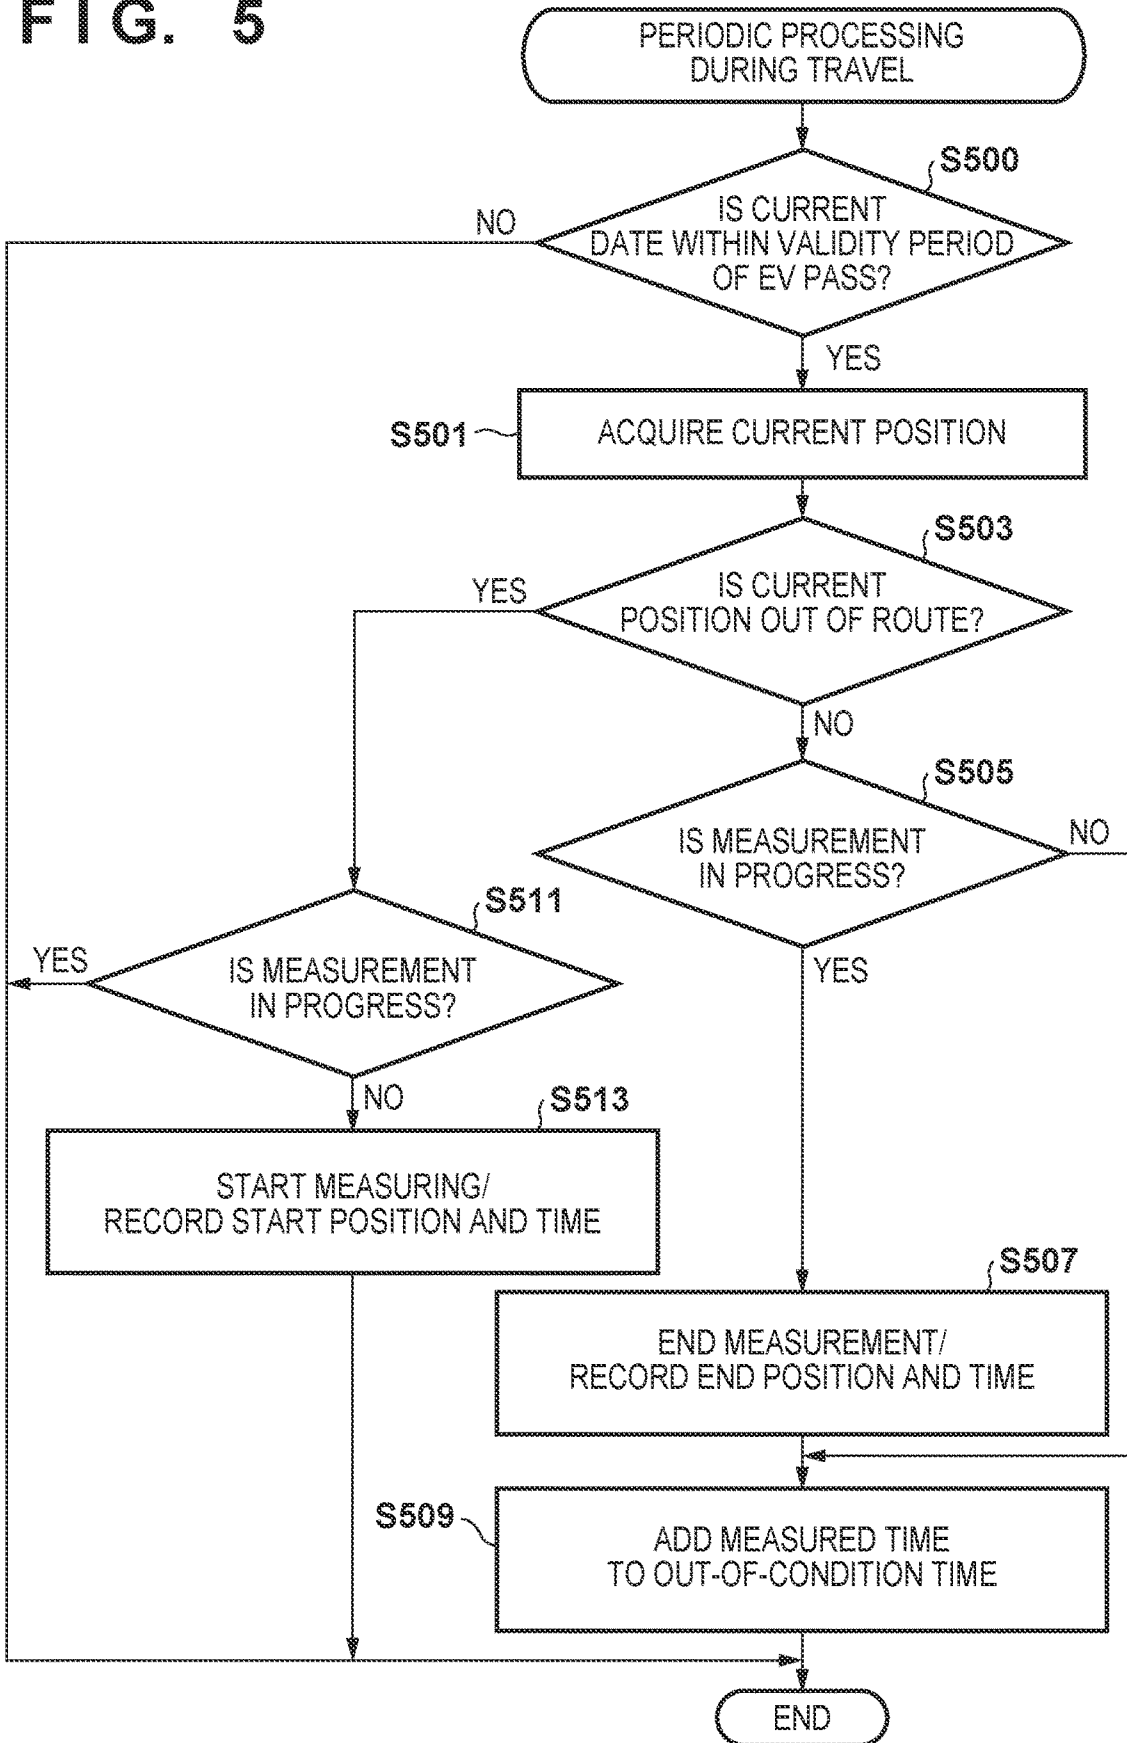 FIG. 5
PERIODIC PROCESSING
DURING TRAVEL
S500
IS CURRENT
DATE WITHIN VALIDITY PERIOD
OF EV PASS?
NO
YES
S501
ACQUIRE CURRENT POSITION
S503
IS CURRENT
POSITION OUT OF ROUTE?
YES
NO
S505
IS MEASUREMENT
IN PROGRESS?
NO
YES
S511
IS MEASUREMENT
IN PROGRESS?
YES
NO
S513
START MEASURING/
RECORD START POSITION AND TIME
S507
END MEASUREMENT/
RECORD END POSITION AND TIME
S509
ADD MEASURED TIME
TO OUT-OF-CONDITION TIME
END